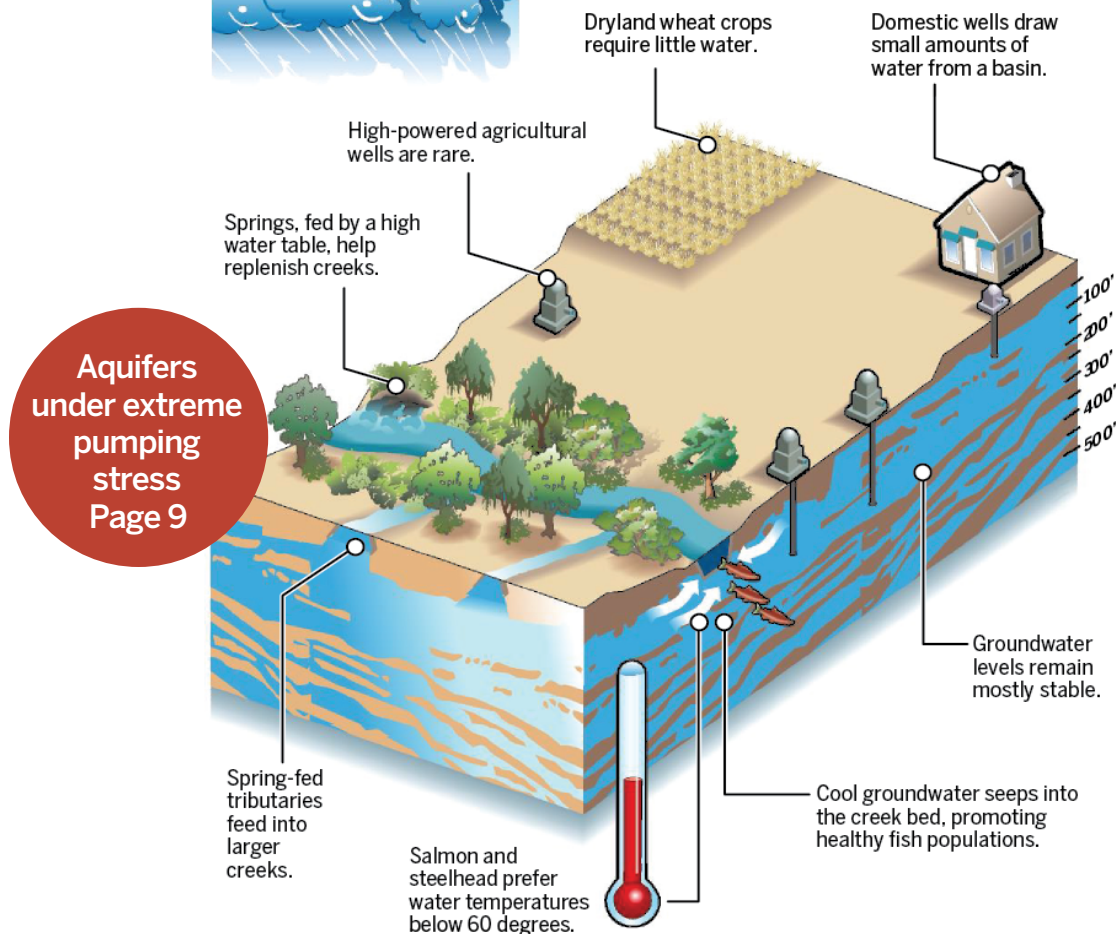 Dryland wheat crops
require little water.
Domestic wells draw
small amounts of
water from a basin.
High-powered agricultural
wells are rare.
Springs, fed by a high
water table, help
replenish creeks.
100'
200'
300'
400'
500'
Aquifers
under extreme
pumping
stress
Page 9
Groundwater
levels remain
mostly stable.
Spring-fed
tributaries
feed into
larger
creeks.
Cool groundwater seeps into
the creek bed, promoting
healthy fish populations.
Salmon and
steelhead prefer
water temperatures
below 60 degrees.